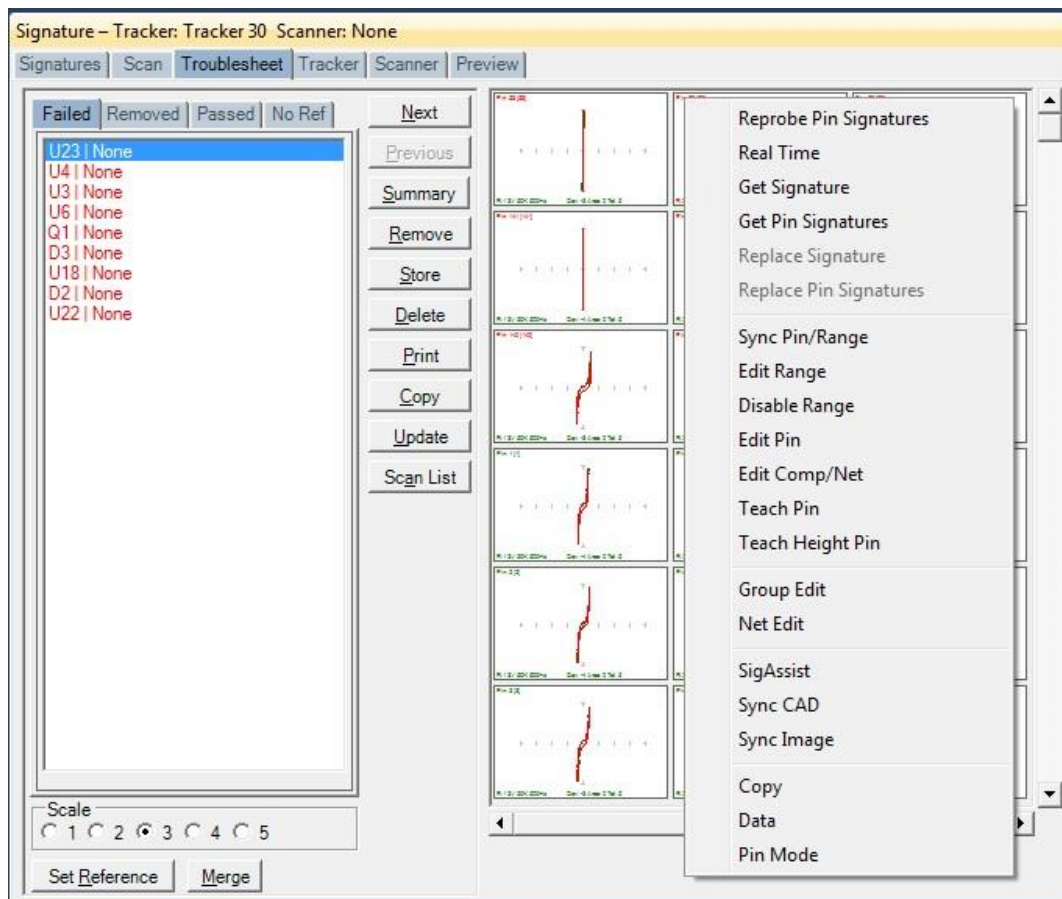 Signature – Tracker: Tracker 30 Scanner: None
Signatures Scan Troublesheet Tracker Scanner Preview
Failed Removed Passed No Ref
U23 | None
U4 | None
U3 | None
U6 | None
Q1 | None
D3 | None
U18 | None
D2 | None
U22 | None
Scale
1 2 3 4 5
Set Reference Merge
Next
Previous
Summary
Remove
Store
Delete
Print
Copy
Update
Scan List
Reprobe Pin Signatures
Real Time
Get Signature
Get Pin Signatures
Replace Signature
Replace Pin Signatures
Sync Pin/Range
Edit Range
Disable Range
Edit Pin
Edit Comp/Net
Teach Pin
Teach Height Pin
Group Edit
Net Edit
SigAssist
Sync CAD
Sync Image
Copy
Data
Pin Mode